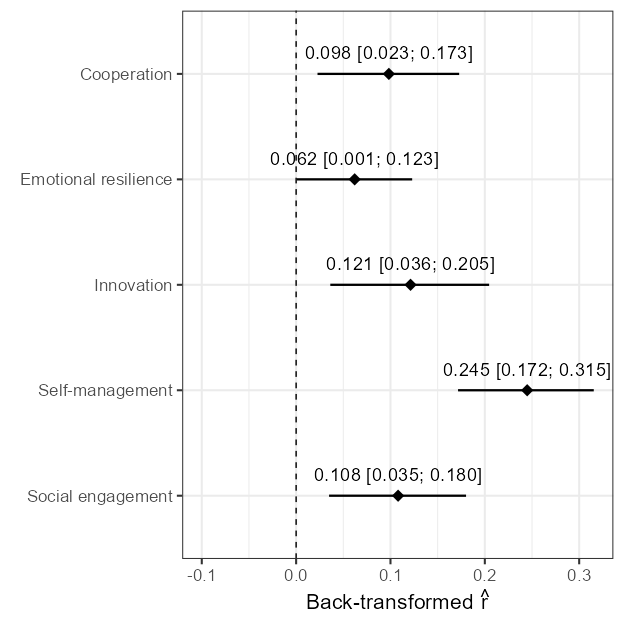 0.098 [0.023; 0.173]
Cooperation
0.062 [0.001; 0.123]
Emotional resilience
0.121 [0.036; 0.205]
Innovation
0.245 [0.172; 0.315]
Self-management
0.108 [0.035; 0.180]
Social engagement
-0.1 0.0 0.1 0.2 0.3
Back-transformed r̂